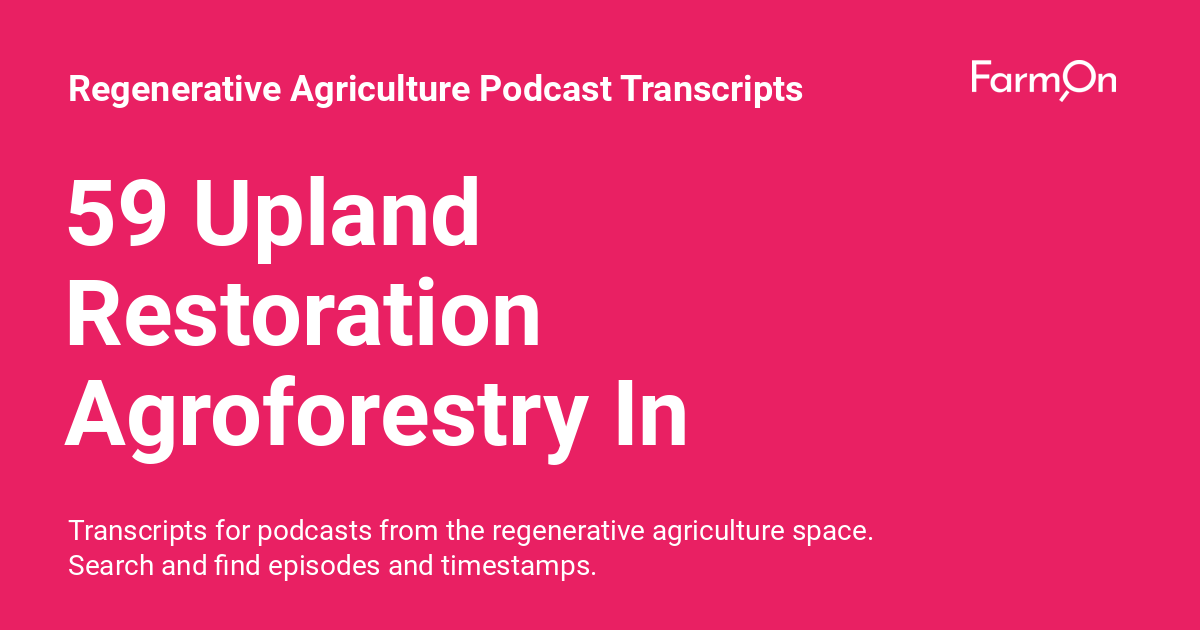 Regenerative Agriculture Podcast Transcripts
FarmOn
59 Upland
Restoration
Agroforestry In
Transcripts for podcasts from the regenerative agriculture space.
Search and find episodes and timestamps.